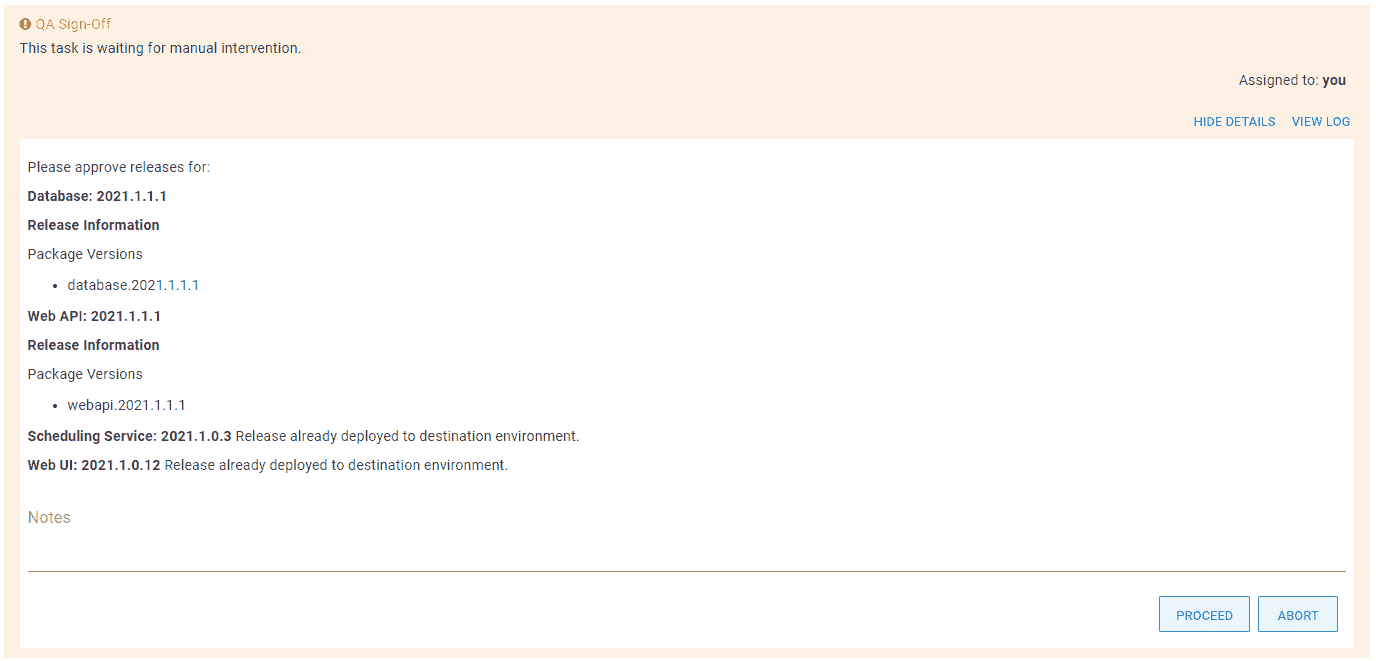 QA Sign-Off
This task is waiting for manual intervention.
Assigned to: you
HIDE DETAILS VIEW LOG
Please approve releases for:
Database: 2021.1.1.1
Release Information
Package Versions
• database.2021.1.1.1
Web API: 2021.1.1.1
Release Information
Package Versions
• webapi.2021.1.1.1
Scheduling Service: 2021.1.0.3 Release already deployed to destination environment.
Web UI: 2021.1.0.12 Release already deployed to destination environment.
Notes
PROCEED ABORT